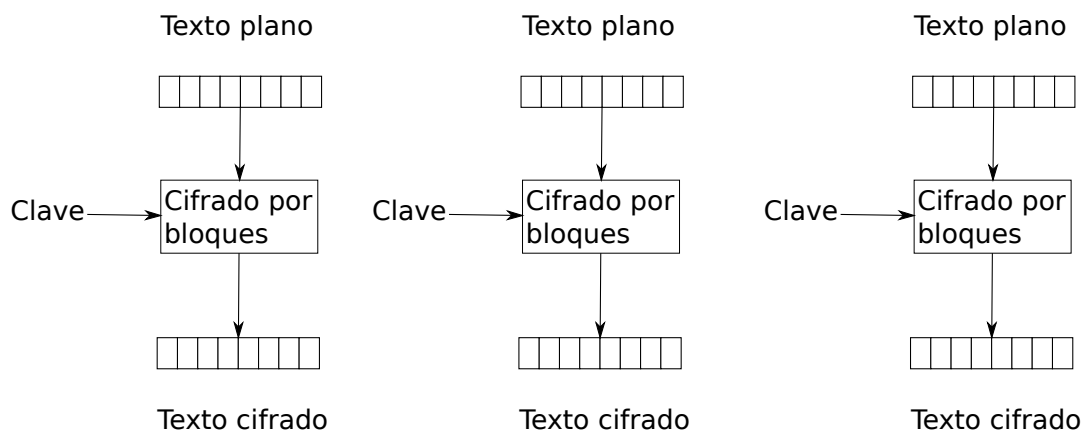 Texto plano
Texto plano
Texto plano
Clave
Cifrado por
bloques
Clave
Cifrado por
bloques
Clave
Cifrado por
bloques
Texto cifrado
Texto cifrado
Texto cifrado